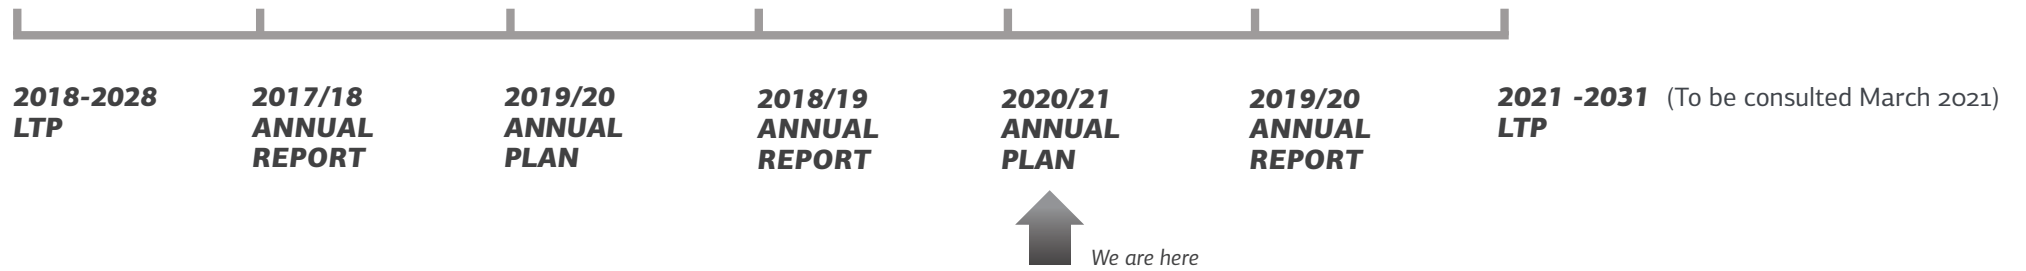 2018-2028
LTP
2017/18
ANNUAL
REPORT
2019/20
ANNUAL
PLAN
2018/19
ANNUAL
REPORT
2020/21
ANNUAL
PLAN
2019/20
ANNUAL
REPORT
2021 -2031 (To be consulted March 2021)
LTP
We are here